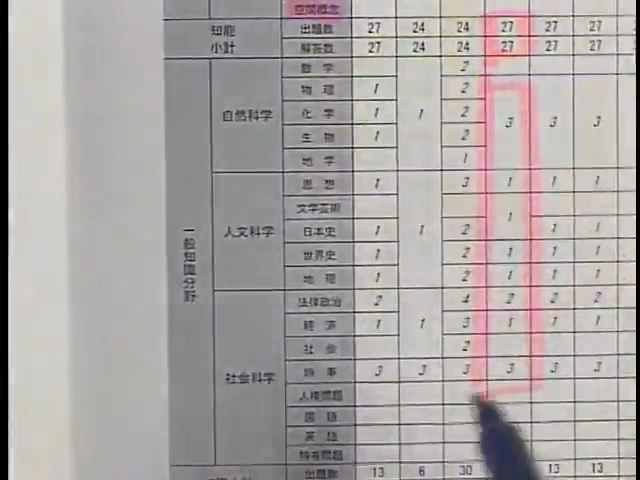 空間概念
知能 出題数 27 24 24 27 27 27
小計 解答数 27 24 24 27 27 27
数学 2
物理 1 2
自然科学 化学 1 1 2 3 3 3
生物 1 2
地学 1
思想 1 3 1 1 1
文学芸術 1
人文科学 日本史 1 1 2 1 1
世界史 1 2 1 1 1
地理 1 2 1 1 1
一般知識分野
法律政治 2 4 2 2 2
経済 1 1 3 1 1 1
社会 2
時事 3 3 3 3 3 3
社会科学
人権問題
国語
英語
出題数 13 6 30 13 13